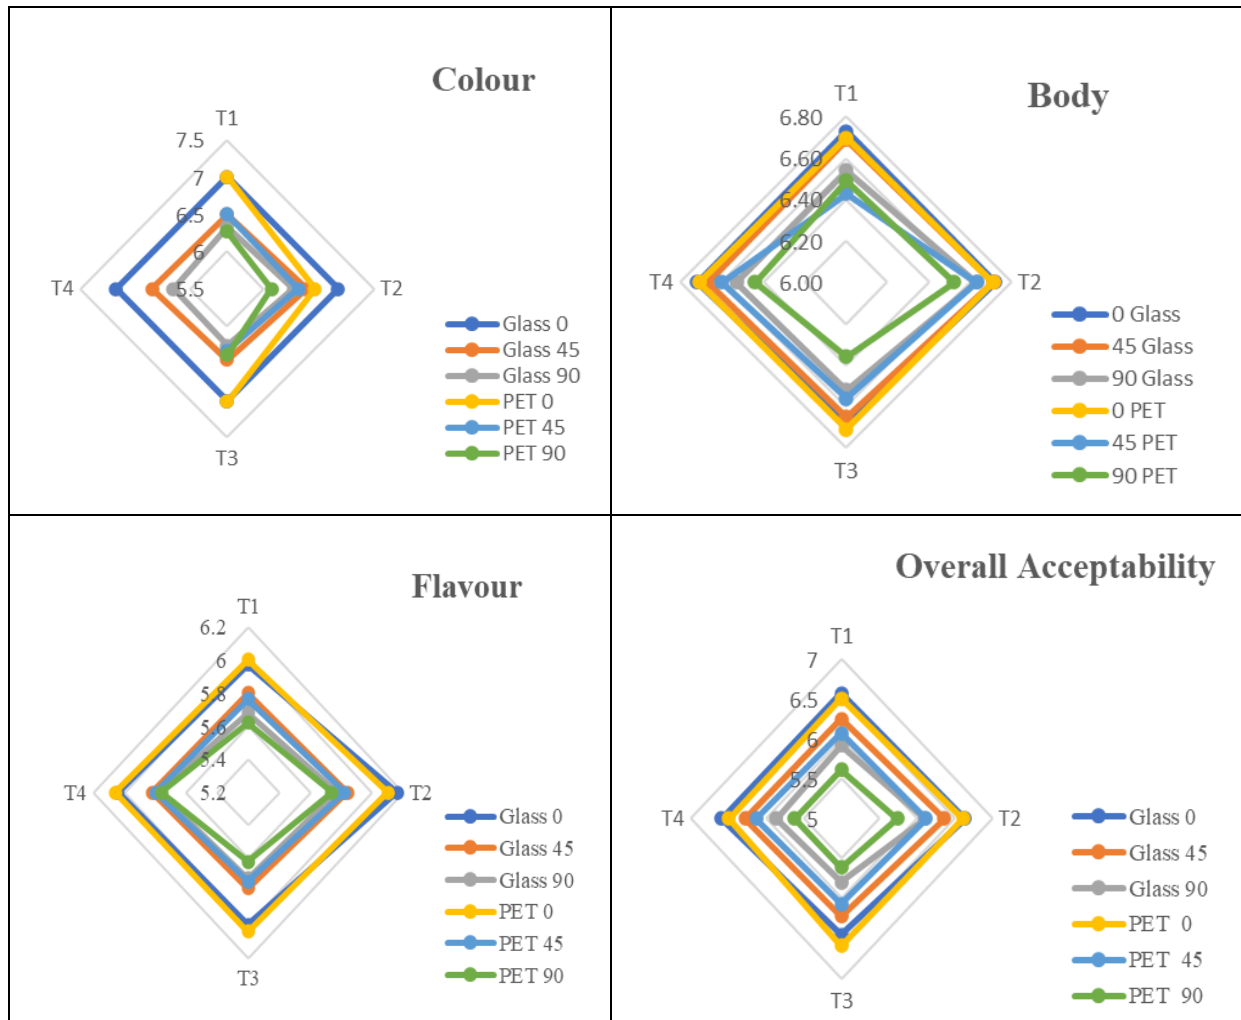 Colour
T1
7.5
7
6.5
6
5.5
T4
T2
T3
Glass 0
Glass 45
Glass 90
PET 0
PET 45
PET 90
Body
T1
6.80
6.60
6.40
6.20
6.00
T4
T2
T3
0 Glass
45 Glass
90 Glass
0 PET
45 PET
90 PET
Flavour
T1
6.2
6
5.8
5.6
5.4
5.2
T4
T2
T3
Glass 0
Glass 45
Glass 90
PET 0
PET 45
PET 90
Overall Acceptability
T1
7
6.5
6
5.5
5
T4
T2
T3
Glass 0
Glass 45
Glass 90
PET 0
PET 45
PET 90